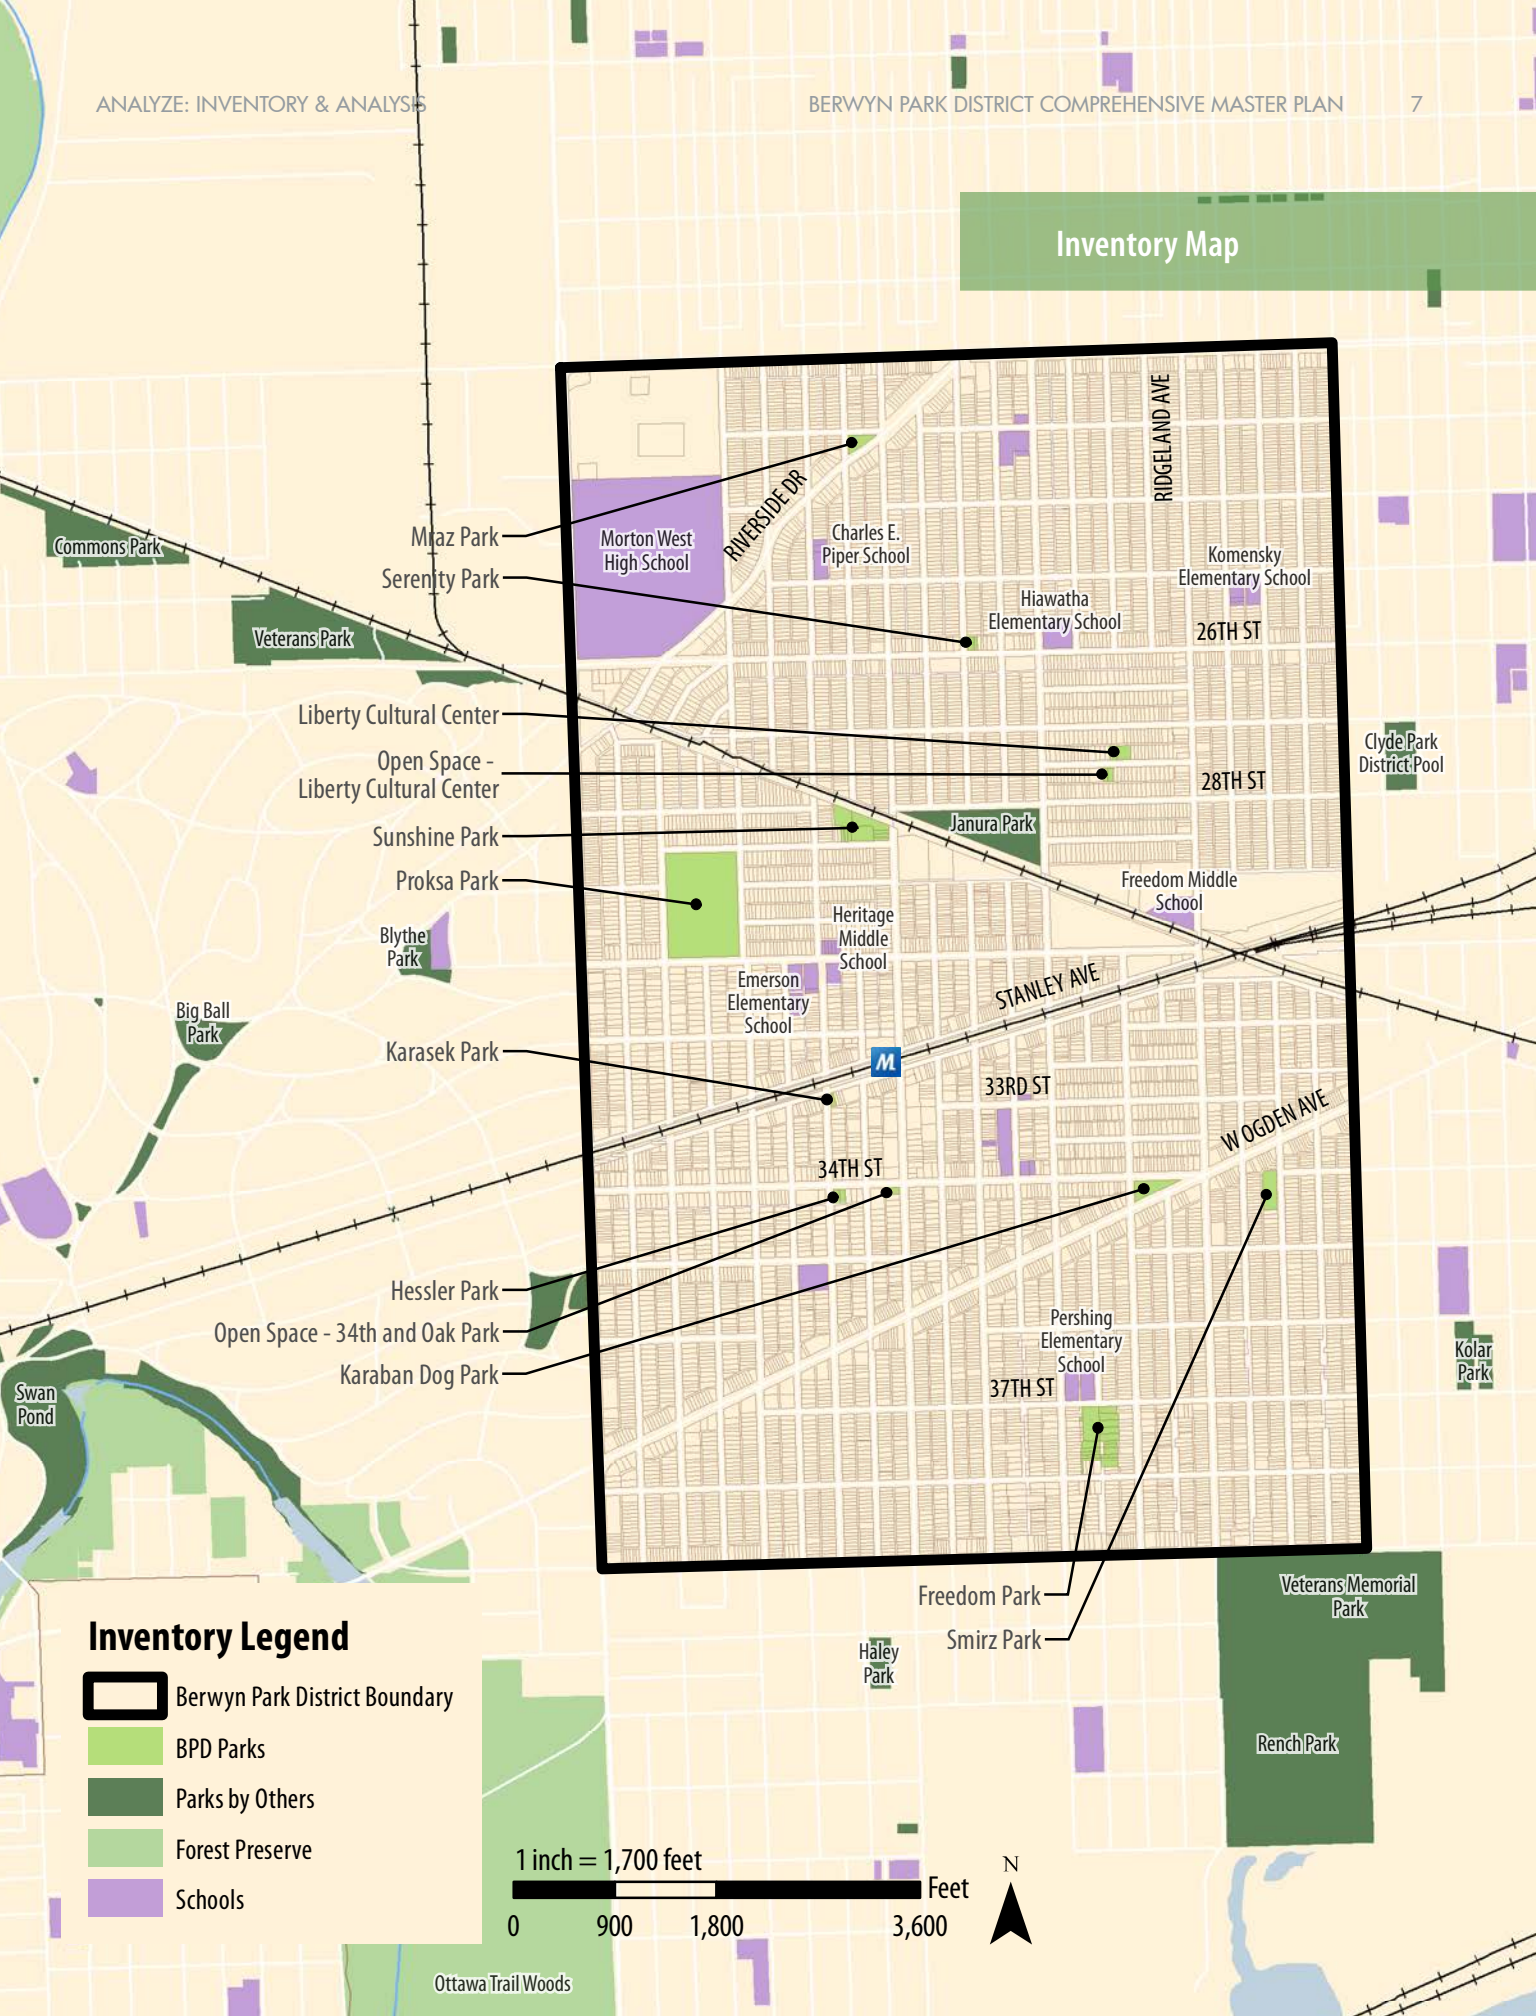 ANALYZE: INVENTORY & ANALYSIS
BERWYN PARK DISTRICT COMPREHENSIVE MASTER PLAN
7
Inventory Map
RIDGELAND AVE
RIVERSIDE DR
Mraz Park
Serenity Park
Morton West
High School
Charles E.
Piper School
Komensky
Elementary School
Hiawatha
Elementary School
26TH ST
Commons Park
Veterans Park
Liberty Cultural Center
Open Space -
Liberty Cultural Center
Clyde Park
District Pool
28TH ST
Sunshine Park
Janura Park
Proksa Park
Freedom Middle
School
Heritage
Middle
School
Blythe
Park
Emerson
Elementary
School
STANLEY AVE
Big Ball
Park
Karasek Park
M
33RD ST
W OGDEN AVE
34TH ST
Hessler Park
Open Space - 34th and Oak Park
Karaban Dog Park
Pershing
Elementary
School
37TH ST
Kolar
Park
Swan
Pond
Freedom Park
Smirz Park
Veterans Memorial
Park
Haley
Park
Rench Park
Inventory Legend
Berwyn Park District Boundary
BPD Parks
Parks by Others
Forest Preserve
Schools
1 inch = 1,700 feet
Feet
0 900 1,800 3,600
N
Ottawa Trail Woods